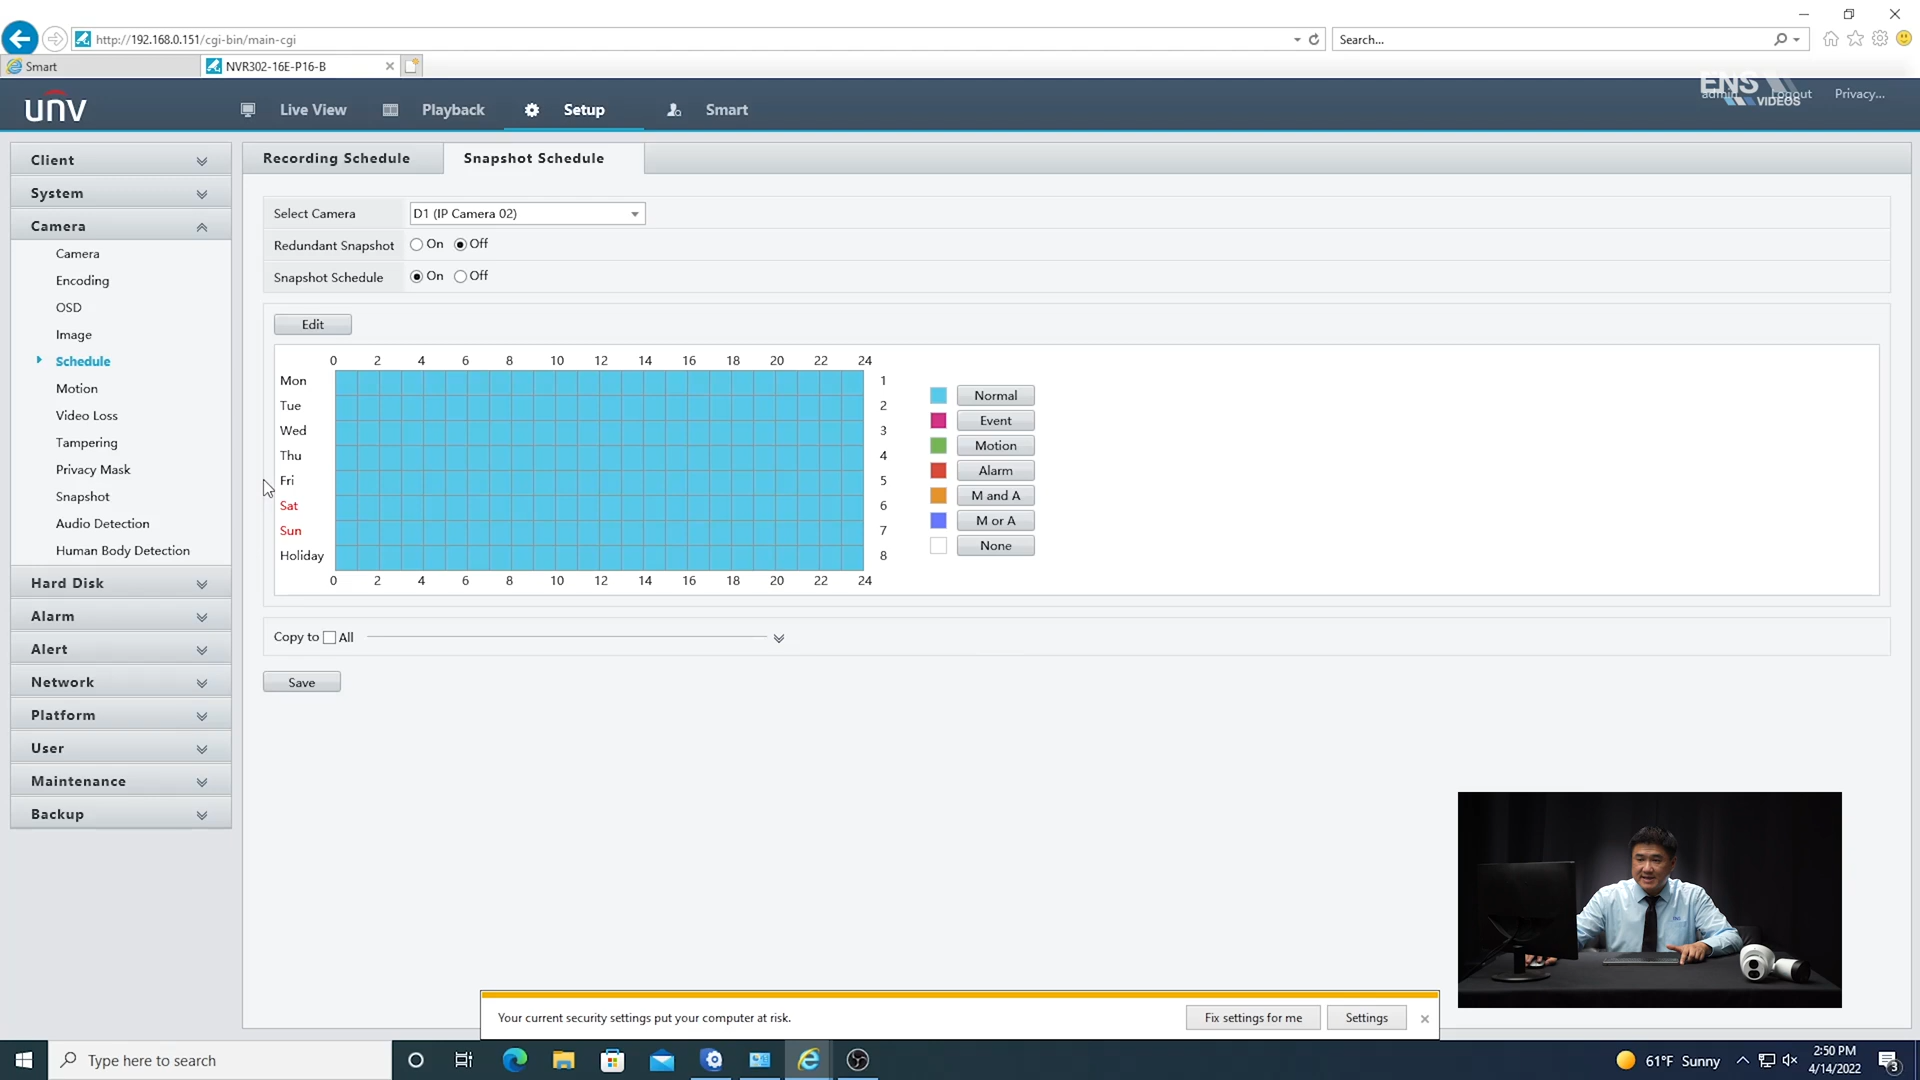 http://192.168.0.151/cgi-bin/main-cgi
Search...
Smart
NVR302-16E-P16-B
unv
Live View
Playback
Setup
Smart
admin
Logout
Privacy...
ENS
VIDEOS
Client
System
Camera
Camera
Encoding
OSD
Image
Schedule
Motion
Video Loss
Tampering
Privacy Mask
Snapshot
Audio Detection
Human Body Detection
Hard Disk
Alarm
Alert
Network
Platform
User
Maintenance
Backup
Recording Schedule
Snapshot Schedule
Select Camera
D1 (IP Camera 02)
Redundant Snapshot
On
Off
Snapshot Schedule
On
Off
Edit
0 2 4 6 8 10 12 14 16 18 20 22 24
Mon 1
Tue 2
Wed 3
Thu 4
Fri 5
Sat 6
Sun 7
Holiday 8
0 2 4 6 8 10 12 14 16 18 20 22 24
Normal
Event
Motion
Alarm
M and A
M or A
None
Copy to All
Save
Your current security settings put your computer at risk.
Fix settings for me
Settings
Type here to search
61°F Sunny
2:50 PM
4/14/2022
3